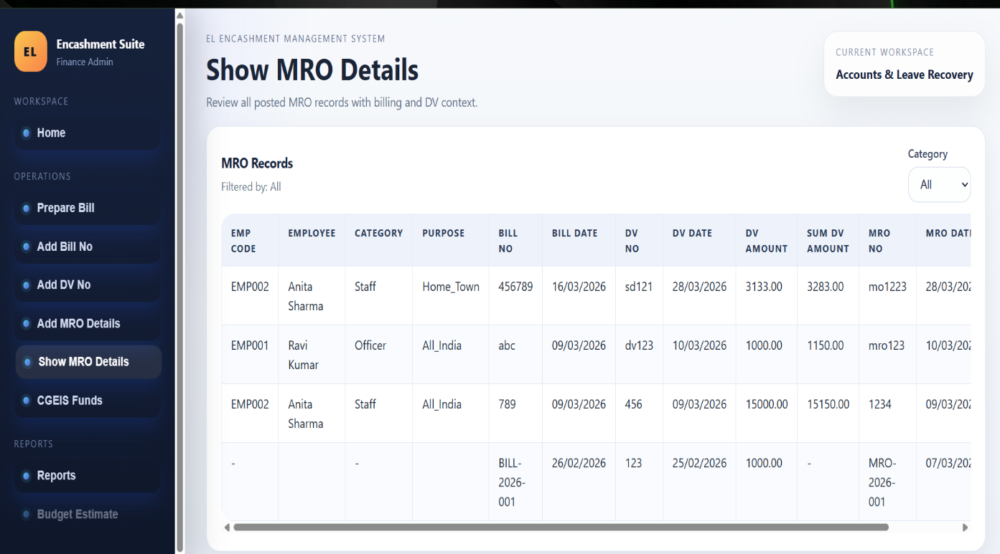 EL
Encashment Suite
Finance Admin
WORKSPACE
Home
OPERATIONS
Prepare Bill
Add Bill No
Add DV No
Add MRO Details
Show MRO Details
CGEIS Funds
REPORTS
Reports
Budget Estimate
EL ENCASHMENT MANAGEMENT SYSTEM
Show MRO Details
Review all posted MRO records with billing and DV context.
CURRENT WORKSPACE
Accounts & Leave Recovery
MRO Records
Filtered by: All
Category
All
EMP CODE EMPLOYEE CATEGORY PURPOSE BILL NO BILL DATE DV NO DV DATE DV AMOUNT SUM DV AMOUNT MRO NO MRO DATE
EMP002 Anita Sharma Staff Home_Town 456789 16/03/2026 sd121 28/03/2026 3133.00 3283.00 mo1223 28/03/202
EMP001 Ravi Kumar Officer All_India abc 09/03/2026 dv123 10/03/2026 1000.00 1150.00 mro123 10/03/202
EMP002 Anita Sharma Staff All_India 789 09/03/2026 456 09/03/2026 15000.00 15150.00 1234 09/03/202
- - BILL-2026-001 26/02/2026 123 25/02/2026 1000.00 - MRO-2026-001 07/03/202